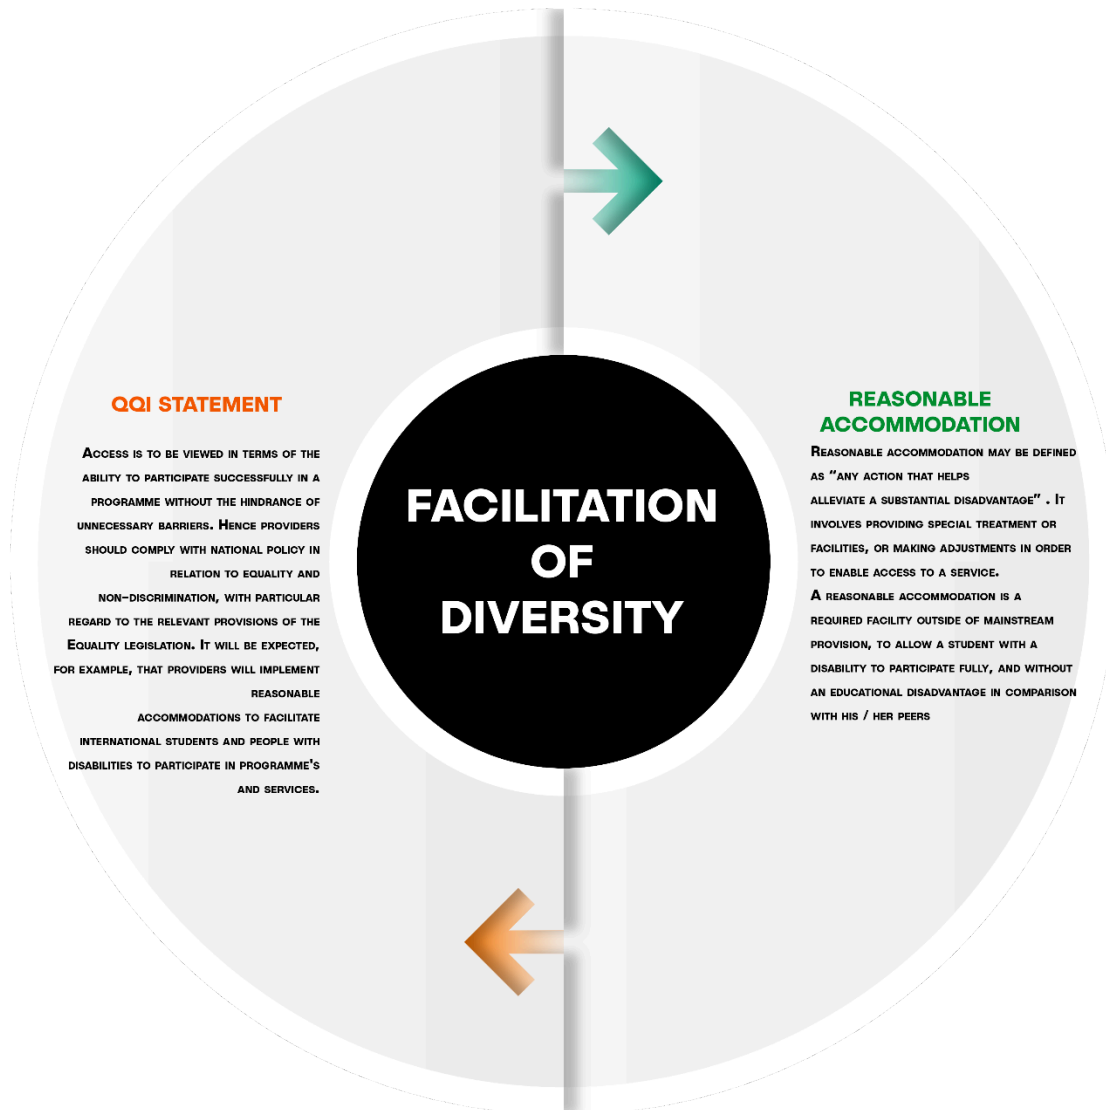 QQI STATEMENT
Access is to be viewed in terms of the
ability to participate successfully in a
programme without the hindrance of
unnecessary barriers. Hence providers
should comply with national policy in
relation to equality and
non-discrimination, with particular
regard to the relevant provisions of the
Equality legislation. It will be expected,
for example, that providers will implement
reasonable
accommodations to facilitate
international students and people with
disabilities to participate in programme's
and services.
FACILITATION
OF
DIVERSITY
REASONABLE
ACCOMMODATION
Reasonable accommodation may be defined
as "any action that helps
alleviate a substantial disadvantage" . It
involves providing special treatment or
facilities, or making adjustments in order
to enable access to a service.
A reasonable accommodation is a
required facility outside of mainstream
provision, to allow a student with a
disability to participate fully, and without
an educational disadvantage in comparison
with his / her peers